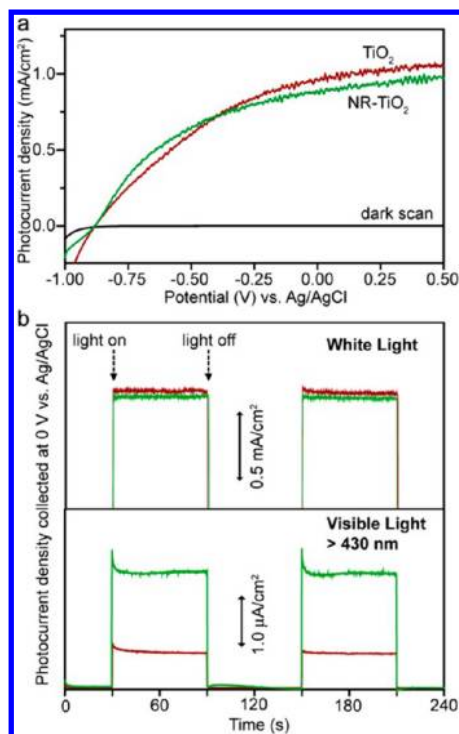 a
Photocurrent density (mA/cm²)
1.0
0.5
0.0
TiO₂
NR-TiO₂
dark scan
-1.00 -0.75 -0.50 -0.25 0.00 0.25 0.50
Potential (V) vs. Ag/AgCl
b
Photocurrent density collected at 0 V vs. Ag/AgCl
light on light off White Light
0.5 mA/cm²
Visible Light
> 430 nm
1.0 μA/cm²
0 60 120 180 240
Time (s)